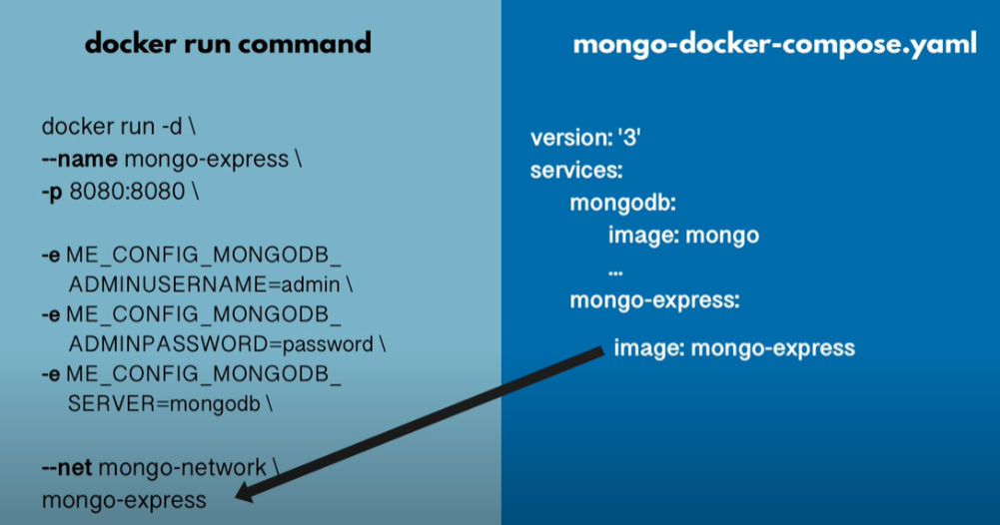 docker run command
docker run -d \
--name mongo-express \
-p 8080:8080 \
-e ME_CONFIG_MONGODB_
ADMINUSERNAME=admin \
-e ME_CONFIG_MONGODB_
ADMINPASSWORD=password \
-e ME_CONFIG_MONGODB_
SERVER=mongodb \
--net mongo-network \
mongo-express
mongo-docker-compose.yaml
version: '3'
services:
mongodb:
image: mongo
...
mongo-express:
image: mongo-express